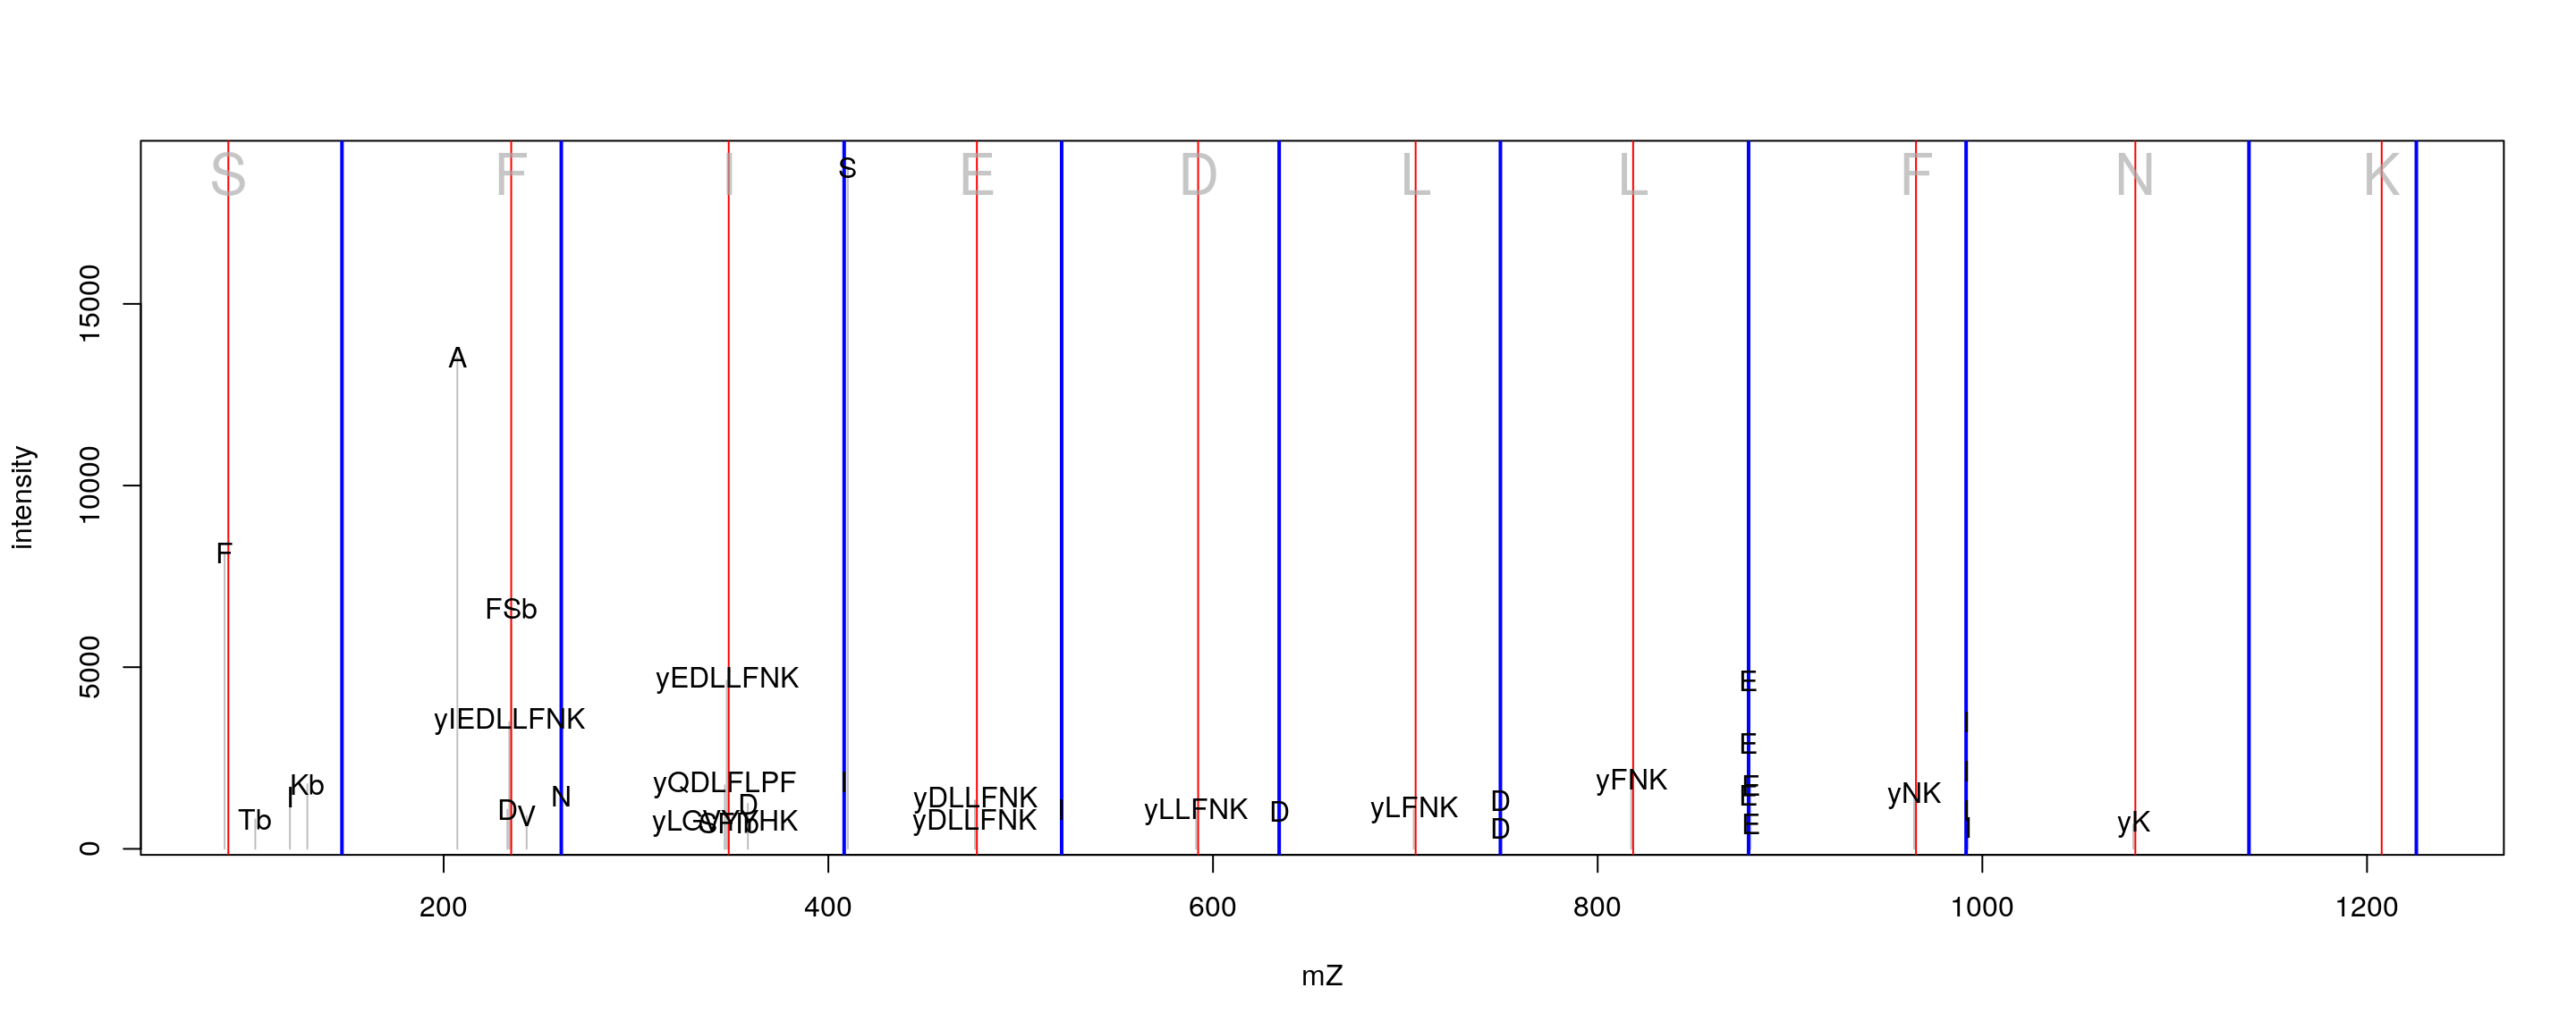 S F I E D L L F N K
S
A
F
FSb
yEDLLFNK
E
yIEDLLFNK
I
E
I
yQDLFLPF
I
yFNK
E
Kb
I
yNK
E
yDLLFNK
N
D
D
D
V
I
yLLFNK
D
yLFNK
I
Tb
yDLLFNK
yK
D
E
I
0
5000
10000
15000
intensity
200 400 600 800 1000 1200
mZ